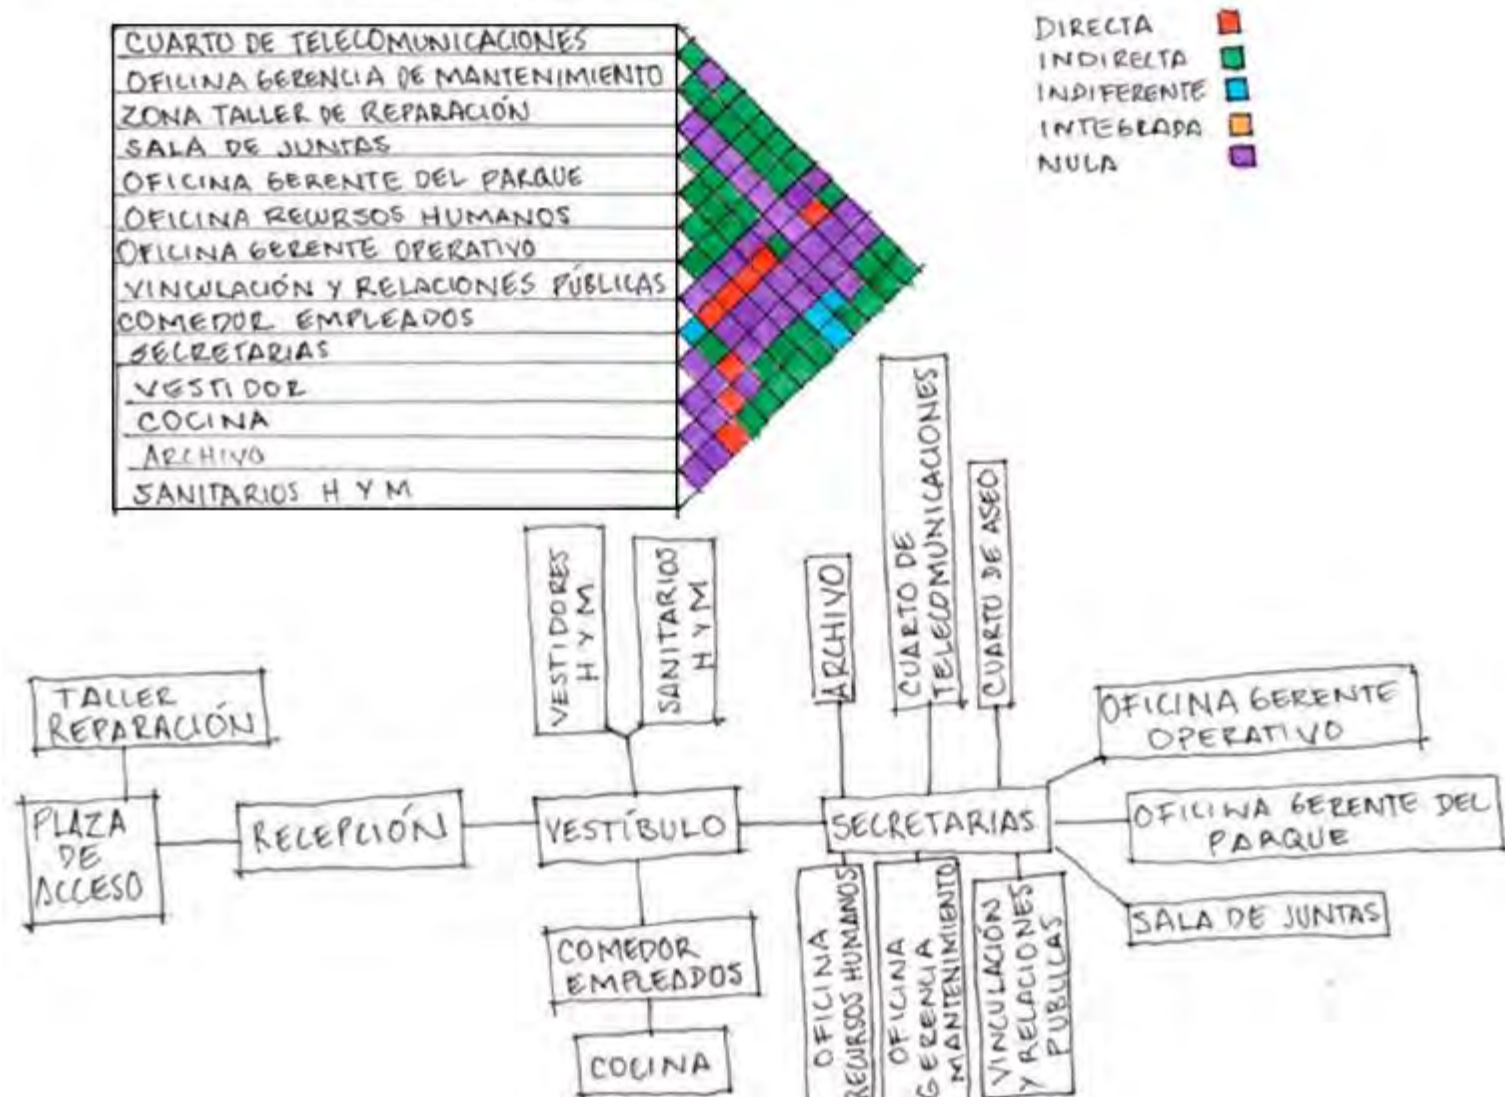 CUARTO DE TELECOMUNICACIONES
OFICINA GERENCIA DE MANTENIMIENTO
ZONA TALLER DE REPARACIÓN
SALA DE JUNTAS
OFICINA GERENTE DEL PARQUE
OFICINA RECURSOS HUMANOS
OFICINA GERENTE OPERATIVO
VINCULACIÓN Y RELACIONES PÚBLICAS
COMEDOR EMPLEADOS
SECRETARIAS
VESTIDOR
COCINA
ARCHIVO
SANITARIOS H Y M
DIRECTA
INDIRECTA
INDIFERENTE
INTEGRADA
NULA
TALLER
REPARACIÓN
PLAZA
DE
ACCESO
RECEPCIÓN
VESTIDORES
H Y M
SANITARIOS
H Y M
VESTÍBULO
COMEDOR
EMPLEADOS
COCINA
ARCHIVO
CUARTO DE
TELECOMUNICACIONES
CUARTO DE ASEO
SECRETARIAS
OFICINA
RECURSOS HUMANOS
OFICINA
GERENCIA
MANTENIMIENTO
VINCULACIÓN
Y RELACIONES
PUBLICAS
OFICINA GERENTE
OPERATIVO
OFICINA GERENTE DEL
PARQUE
SALA DE JUNTAS